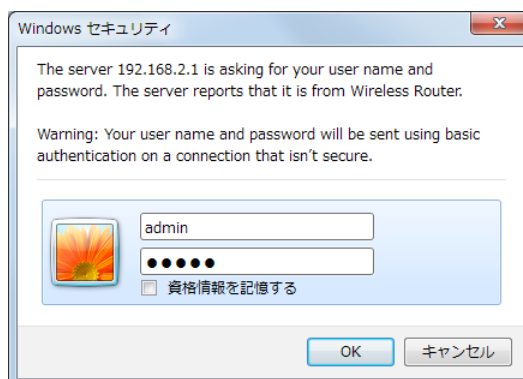 Windows セキュリティ
The server 192.168.2.1 is asking for your user name and
password. The server reports that it is from Wireless Router.
Warning: Your user name and password will be sent using basic
authentication on a connection that isn't secure.
admin
●●●●●
資格情報を記憶する
OK
キャンセル